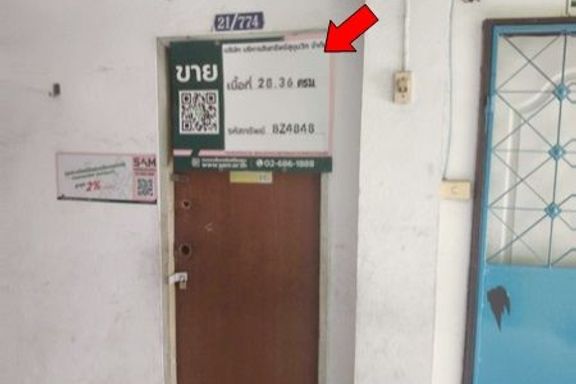 21/774
บริษัท บริหารสินทรัพย์สุขุมวิท จำกัด
ขาย
เนื้อที่ 28.36 ตรม.
รหัสทรัพย์ 8Z4848
www.sam.or.th 02-686-1888
SAM
2%